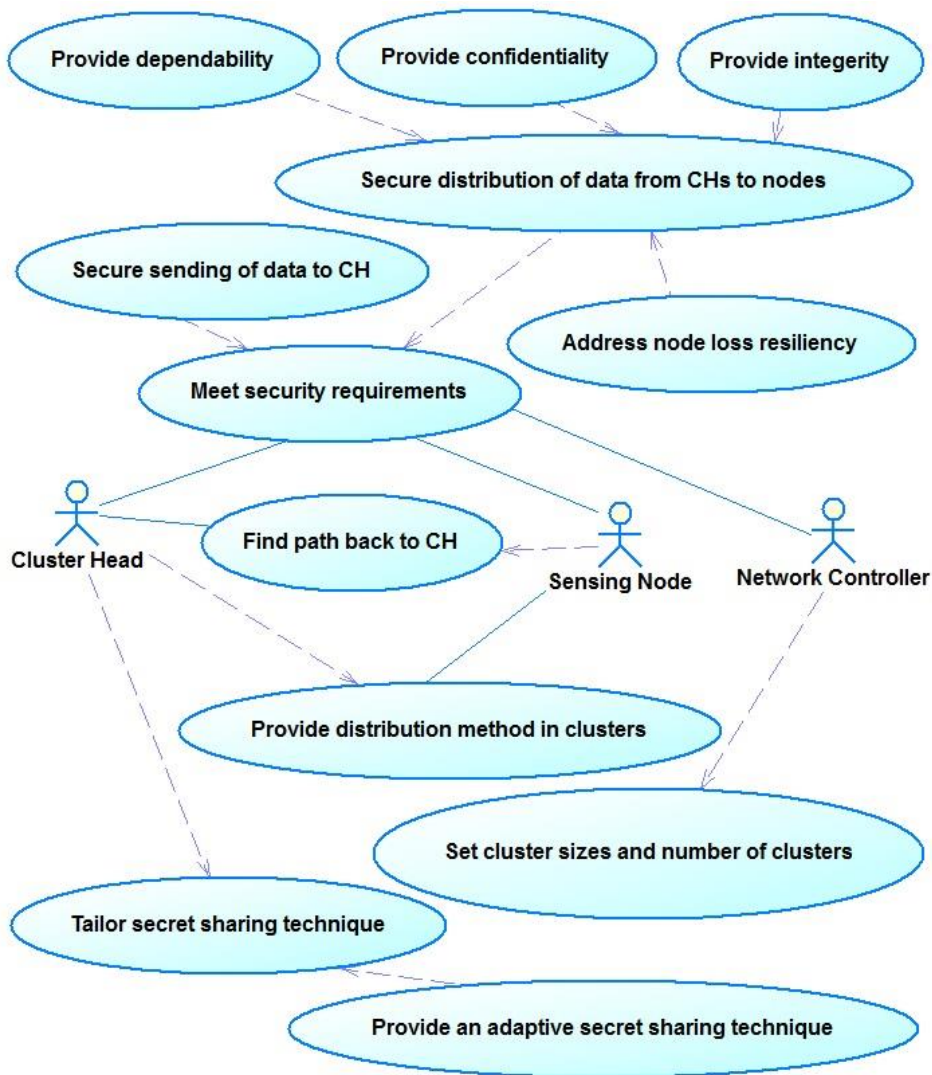 Provide dependability
Provide confidentiality
Provide integerity
Secure distribution of data from CHs to nodes
Secure sending of data to CH
Address node loss resiliency
Meet security requirements
Cluster Head
Find path back to CH
Sensing Node
Network Controller
Provide distribution method in clusters
Set cluster sizes and number of clusters
Tailor secret sharing technique
Provide an adaptive secret sharing technique